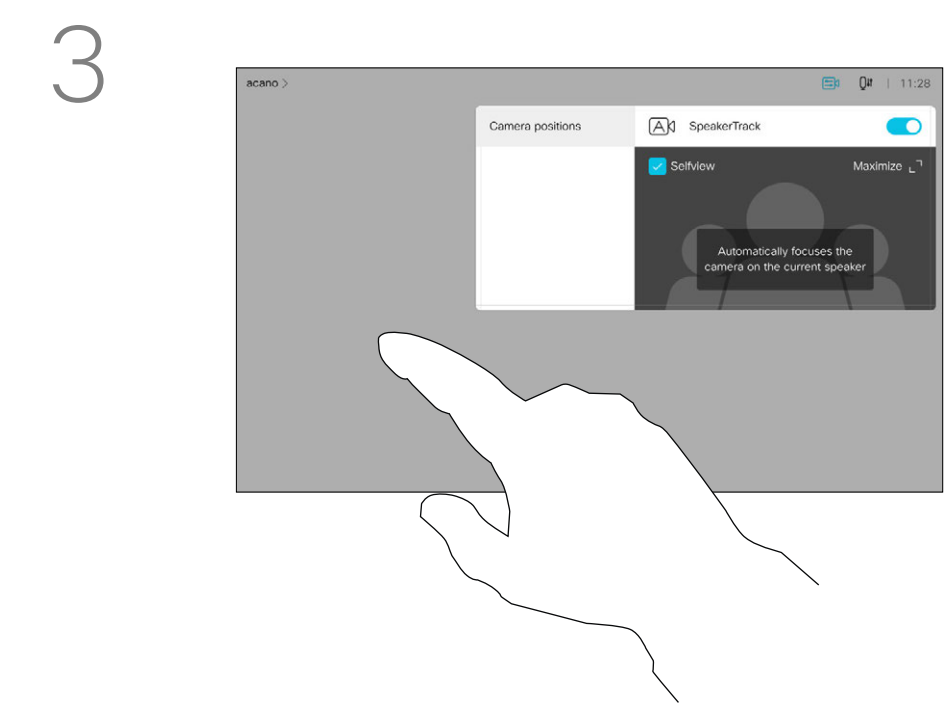 3
acano >
| 11:28
Camera positions
SpeakerTrack
Selfview
Maximize
Automatically focuses the
camera on the current speaker